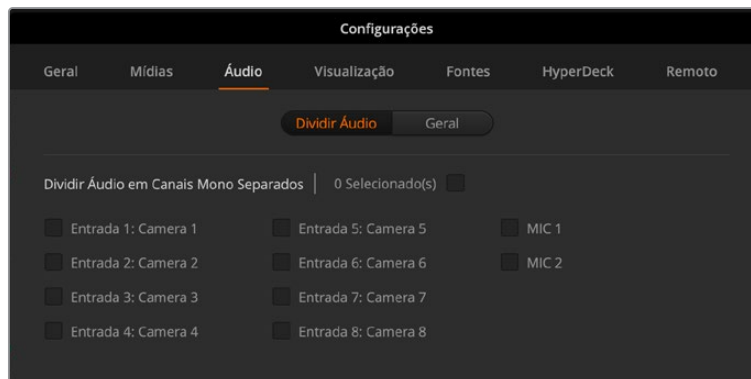 Configurações
Geral Mídias Áudio Visualização Fontes HyperDeck Remoto
Dividir Áudio Geral
Dividir Áudio em Canais Mono Separados 0 Selecionado(s)
Entrada 1: Camera 1 Entrada 5: Camera 5 MIC 1
Entrada 2: Camera 2 Entrada 6: Camera 6 MIC 2
Entrada 3: Camera 3 Entrada 7: Camera 7
Entrada 4: Camera 4 Entrada 8: Camera 8